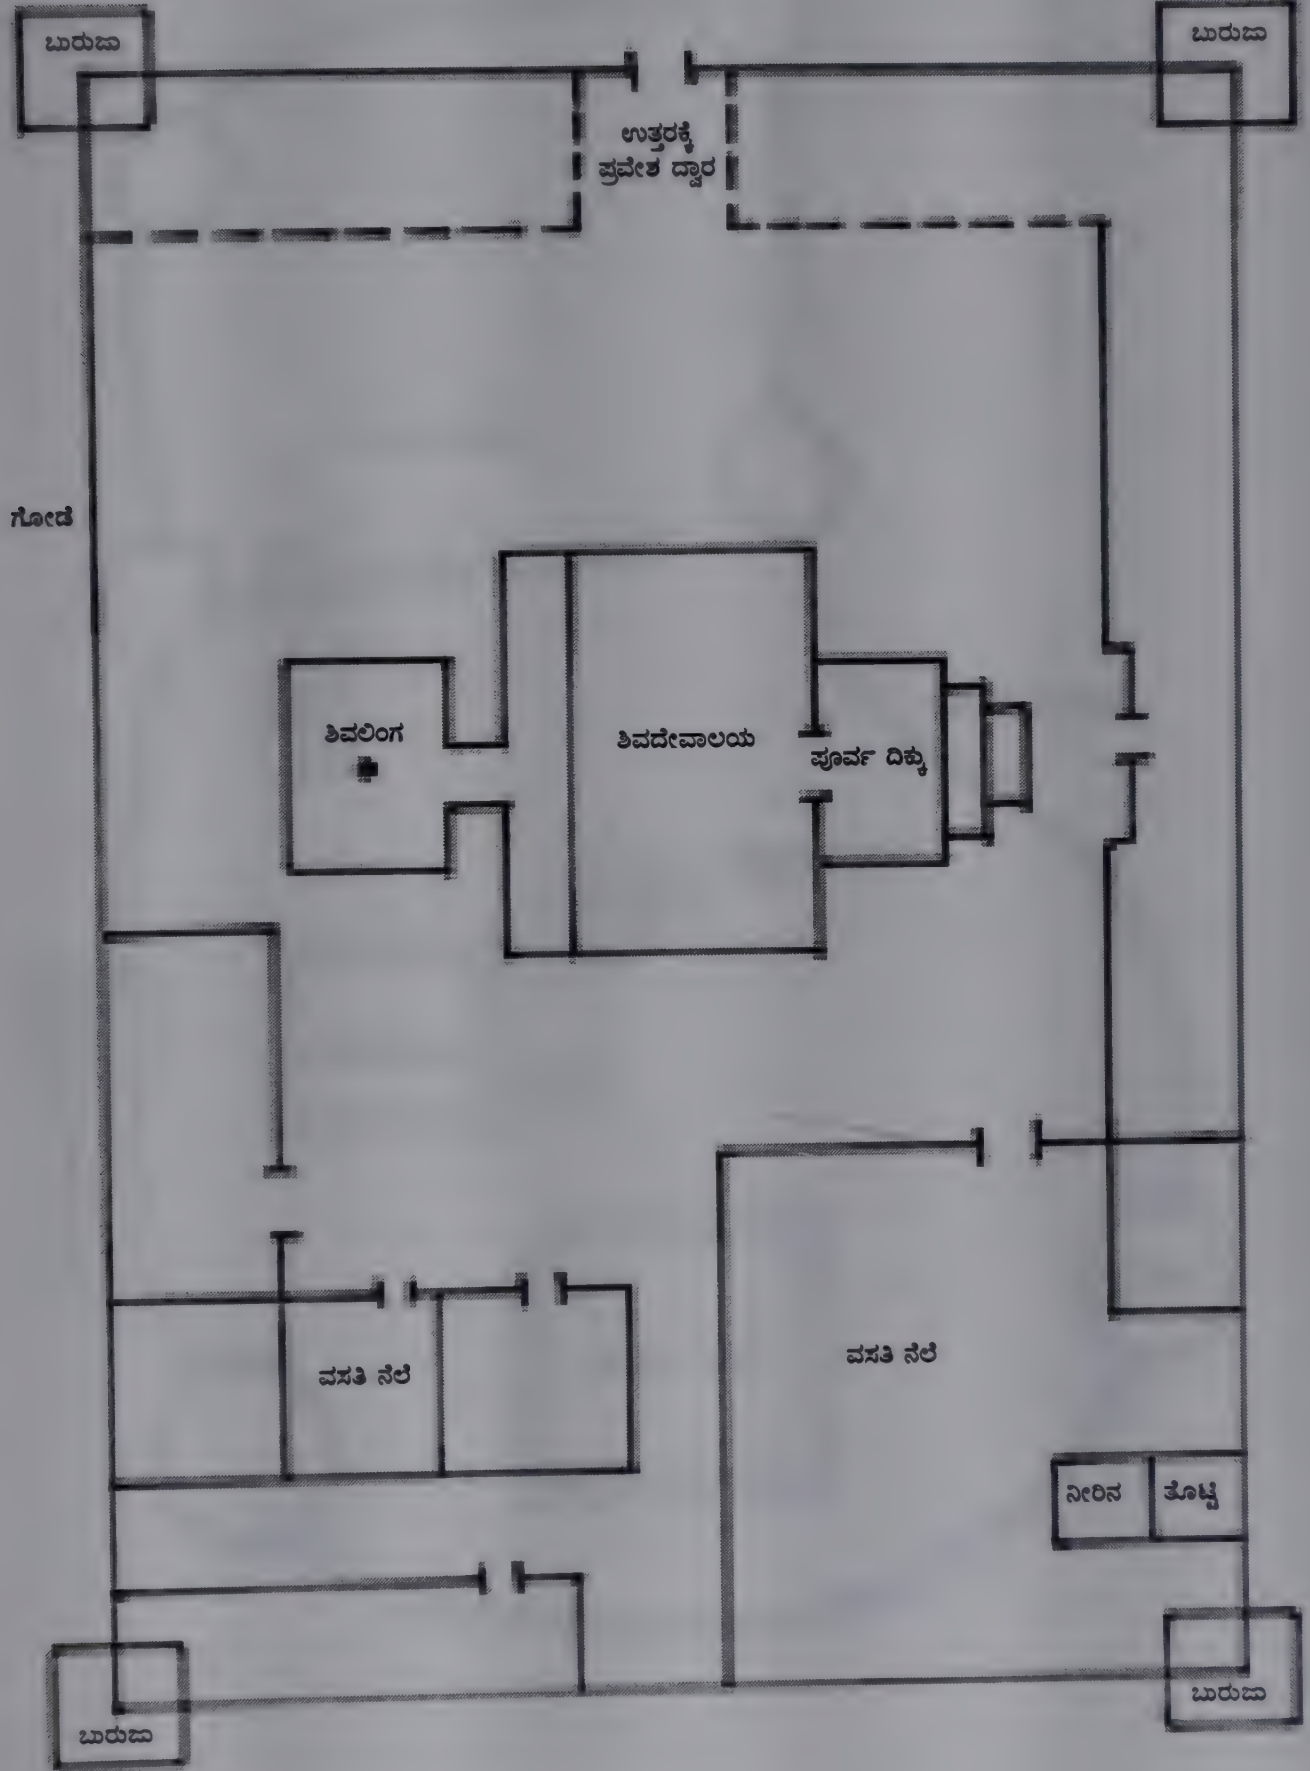 ಬುರುಜು
ಬುರುಜು
ಉತ್ತರಕ್ಕೆ
ಪ್ರವೇಶ ದ್ವಾರ
ಗೋಡೆ
ಶಿವಲಿಂಗ
ಶಿವದೇವಾಲಯ
ಪೂರ್ವ ದಿಕ್ಕು
ವಸತಿ ನೆಲೆ
ವಸತಿ ನೆಲೆ
ನೀರಿನ ತೊಟ್ಟಿ
ಬುರುಜು
ಬುರುಜು